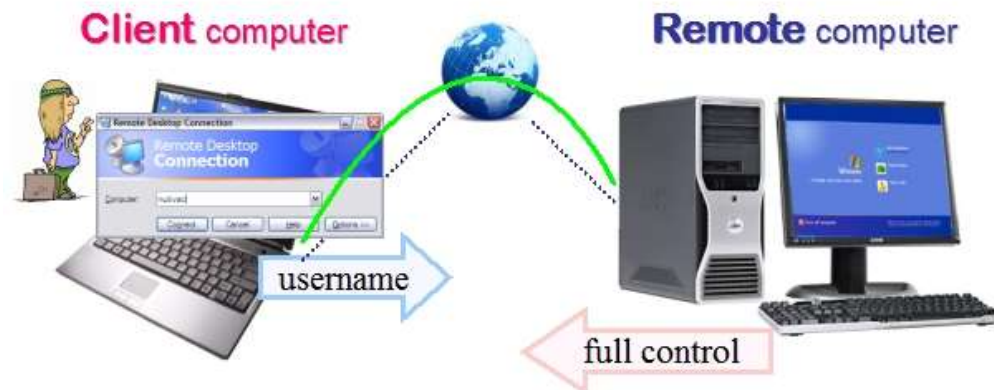 Client computer
Remote computer
Remote Desktop Connection
Remote Desktop
Connection
Computer:
Connect Cancel Help Options >>
username
full control